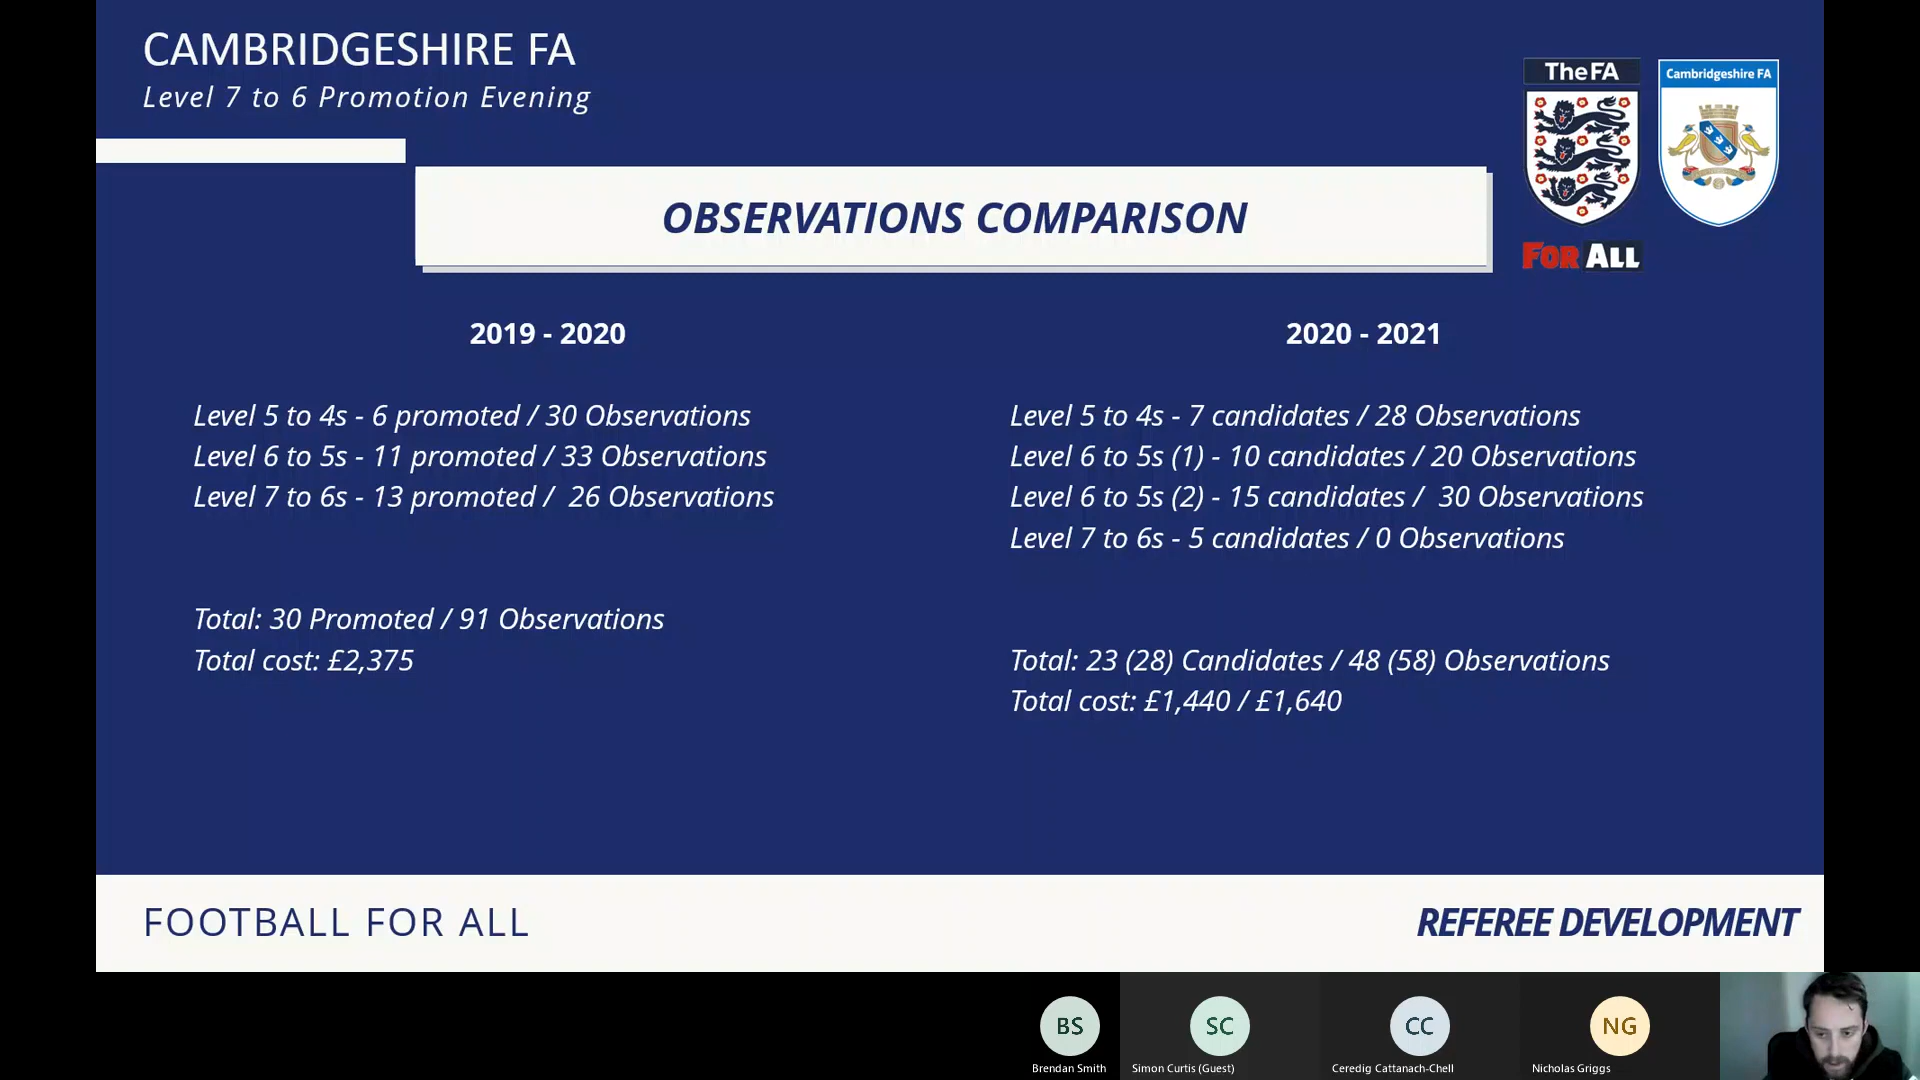 CAMBRIDGESHIRE FA
Level 7 to 6 Promotion Evening
The FA
Cambridgeshire FA
FOR ALL
OBSERVATIONS COMPARISON
2019 - 2020
Level 5 to 4s - 6 promoted / 30 Observations
Level 6 to 5s - 11 promoted / 33 Observations
Level 7 to 6s - 13 promoted /  26 Observations
Total: 30 Promoted / 91 Observations
Total cost: £2,375
2020 - 2021
Level 5 to 4s - 7 candidates / 28 Observations
Level 6 to 5s (1) - 10 candidates / 20 Observations
Level 6 to 5s (2) - 15 candidates /  30 Observations
Level 7 to 6s - 5 candidates / 0 Observations
Total: 23 (28) Candidates / 48 (58) Observations
Total cost: £1,440 / £1,640
FOOTBALL FOR ALL
REFEREE DEVELOPMENT
BS
Brendan Smith
SC
Simon Curtis (Guest)
CC
Ceredig Cattanach-Chell
NG
Nicholas Griggs